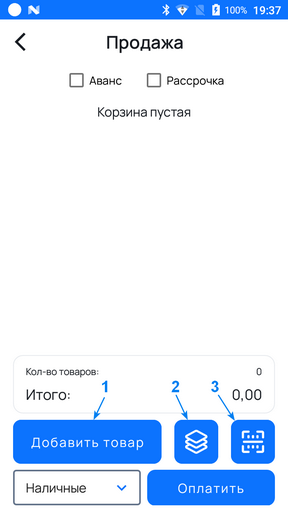 100% 19:37
Продажа
Аванс Рассрочка
Корзина пустая
Кол-во товаров: 0
1 2 3
Итого: 0,00
Добавить товар
Наличные Оплатить